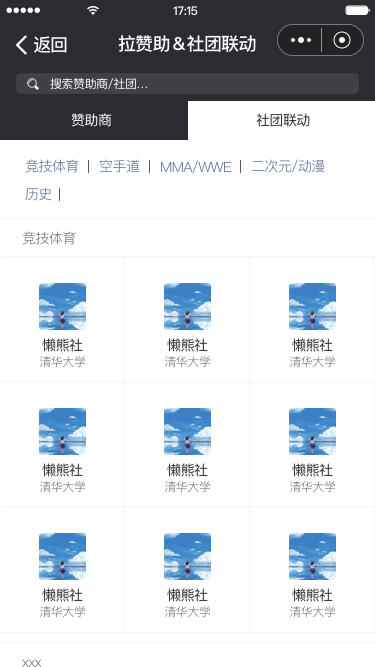 17:15
返回
拉赞助&社团联动
搜索赞助商/社团...
赞助商
社团联动
竞技体育 | 空手道 | MMA/WWE | 二次元/动漫
历史 |
竞技体育
懒熊社 懒熊社 懒熊社
清华大学 清华大学 清华大学
懒熊社 懒熊社 懒熊社
清华大学 清华大学 清华大学
懒熊社 懒熊社 懒熊社
清华大学 清华大学 清华大学
xxx